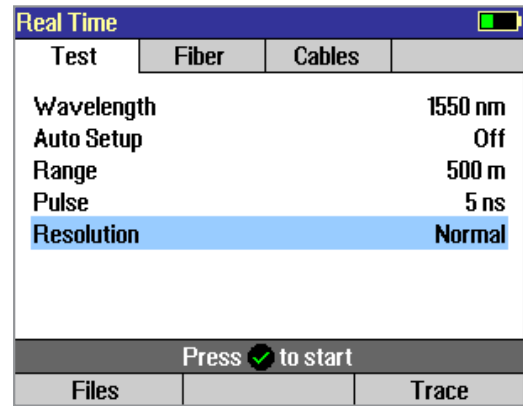 Real Time
Test Fiber Cables
Wavelength 1550 nm
Auto Setup Off
Range 500 m
Pulse 5 ns
Resolution Normal
Press to start
Files Trace